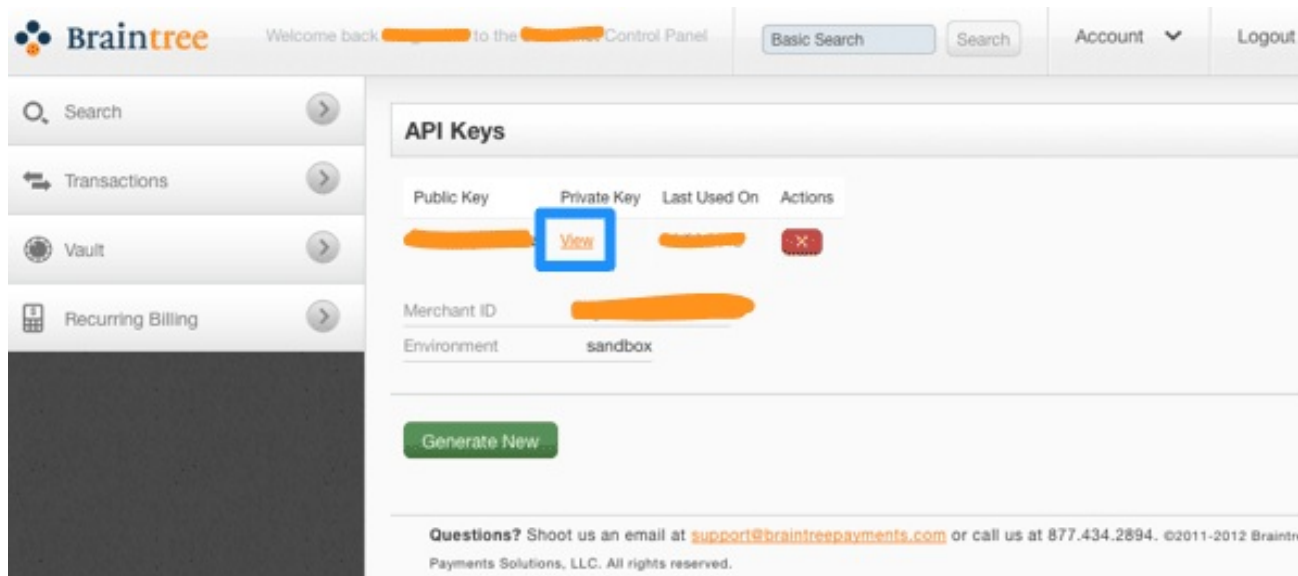 Braintree
Welcome back to the Control Panel
Basic Search
Search
Account
Logout
Search
Transactions
Vault
Recurring Billing
API Keys
Public Key Private Key Last Used On Actions
View
Merchant ID
Environment sandbox
Generate New
Questions? Shoot us an email at support@braintreepayments.com or call us at 877.434.2894. ©2011-2012 Braintre
Payments Solutions, LLC. All rights reserved.